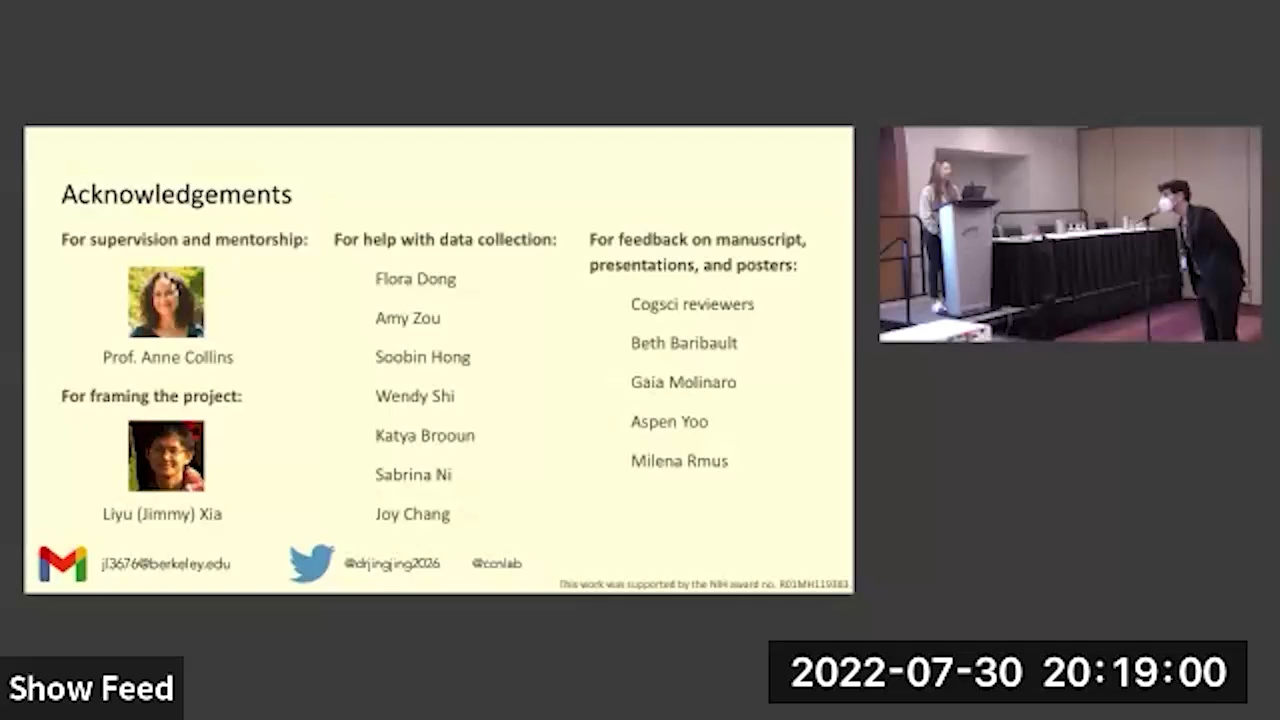 Acknowledgements
For supervision and mentorship:
Prof. Anne Collins
For framing the project:
Liyu (Jimmy) Xia
For help with data collection:
Flora Dong
Amy Zou
Soobin Hong
Wendy Shi
Katya Brooun
Sabrina Ni
Joy Chang
For feedback on manuscript,
presentations, and posters:
Cogsci reviewers
Beth Baribault
Gaia Molinaro
Aspen Yoo
Milena Rmus
jl3676@berkeley.edu
@drjingjing2026
@ccnlab
This work was supported by the NIH award no. R01MH119383.
Show Feed
2022-07-30 20:19:00